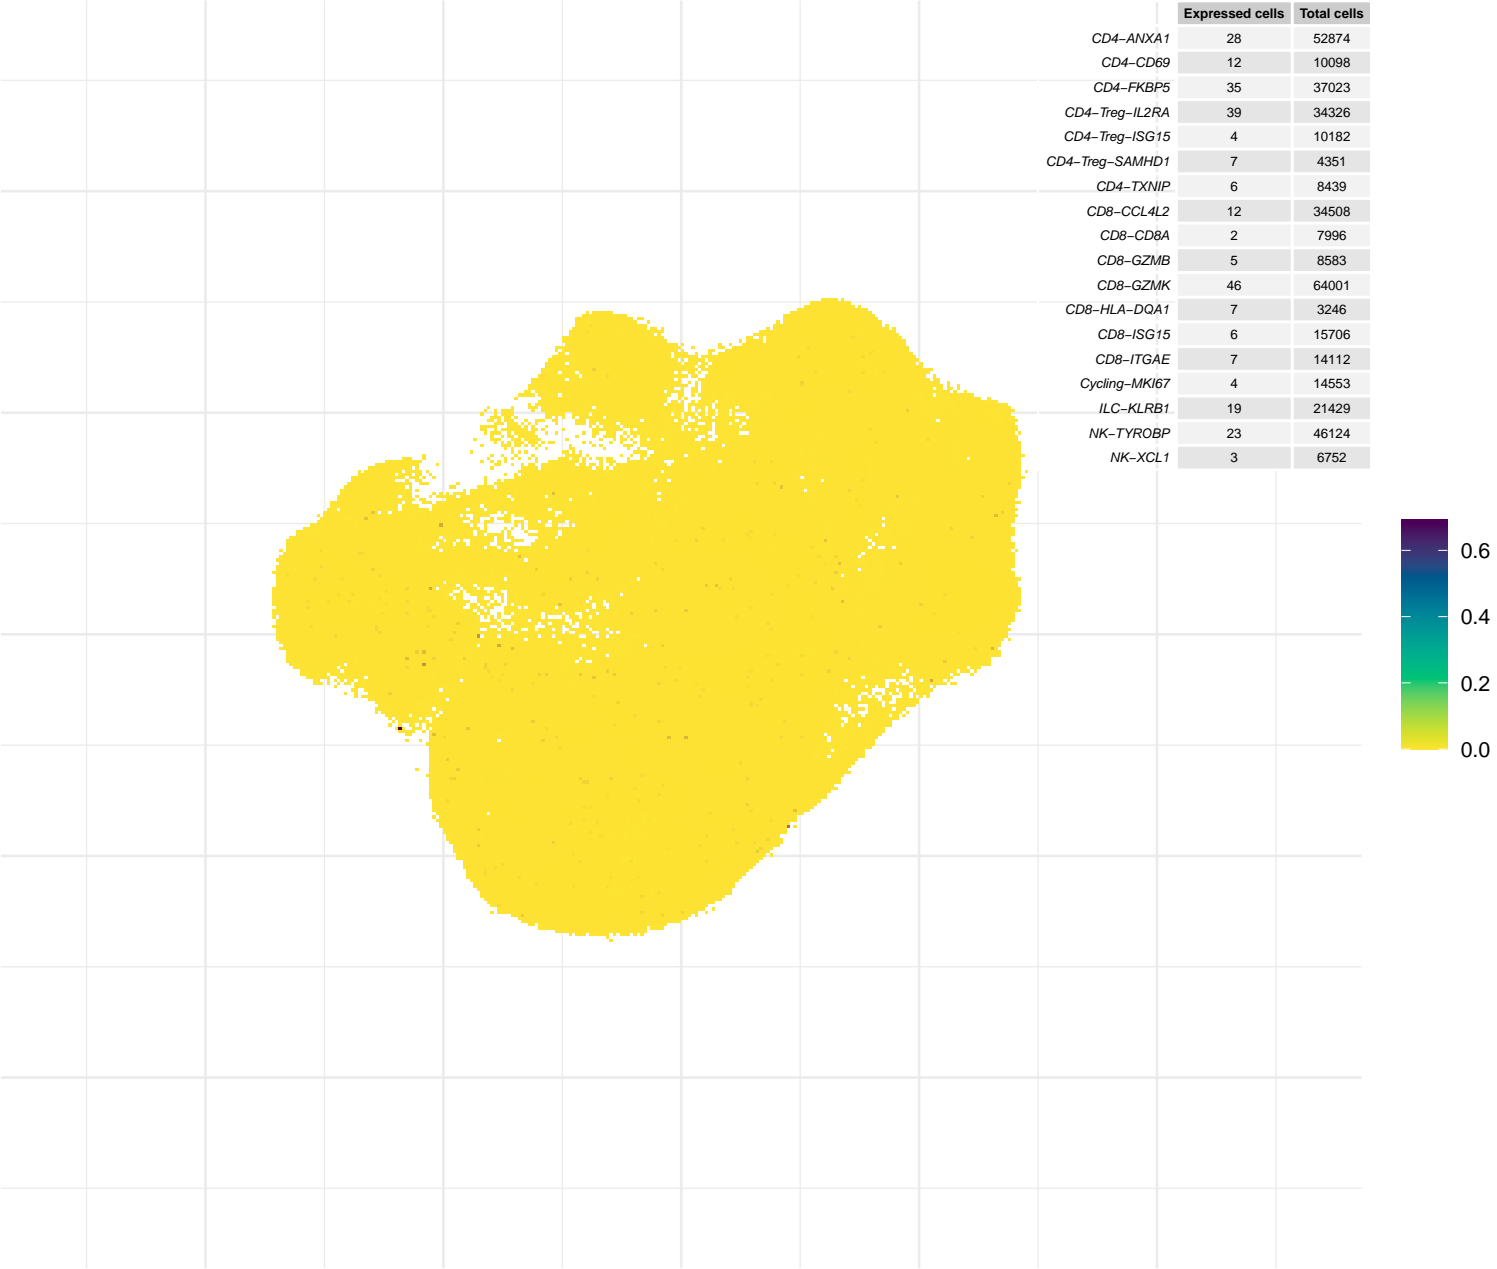 Expressed cells Total cells
CD4−ANXA1 28 52874
CD4−CD69 12 10098
CD4−FKBP5 35 37023
CD4−Treg−IL2RA 39 34326
CD4−Treg−ISG15 4 10182
CD4−Treg−SAMHD1 7 4351
CD4−TXNIP 6 8439
CD8−CCL4L2 12 34508
CD8−CD8A 2 7996
CD8−GZMB 5 8583
CD8−GZMK 46 64001
CD8−HLA−DQA1 7 3246
CD8−ISG15 6 15706
CD8−ITGAE 7 14112
Cycling−MKI67 4 14553
ILC−KLRB1 19 21429
NK−TYROBP 23 46124
NK−XCL1 3 6752
0.6
0.4
0.2
0.0